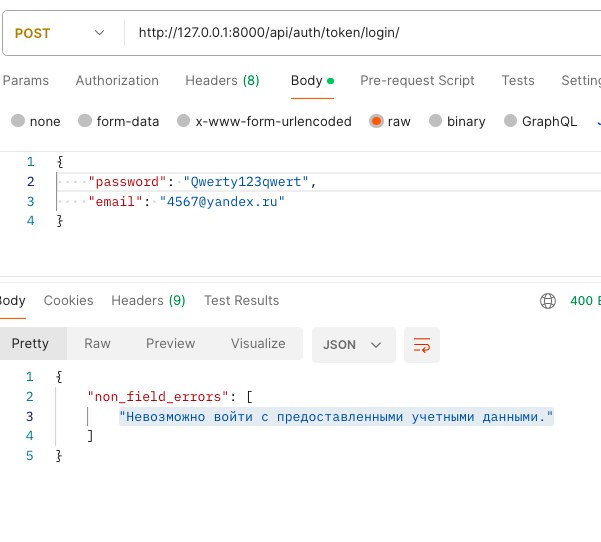 POST http://127.0.0.1:8000/api/auth/token/login/
Params Authorization Headers (8) Body Pre-request Script Tests
none form-data x-www-form-urlencoded raw binary GraphQL
1 {
2 "password": "Qwerty123qwert",
3 "email": "4567@yandex.ru"
4 }
Cookies Headers (9) Test Results 400
Pretty Raw Preview Visualize JSON
1 {
2 "non_field_errors": [
3 "Невозможно войти с предоставленными учетными данными."
4 ]
5 }